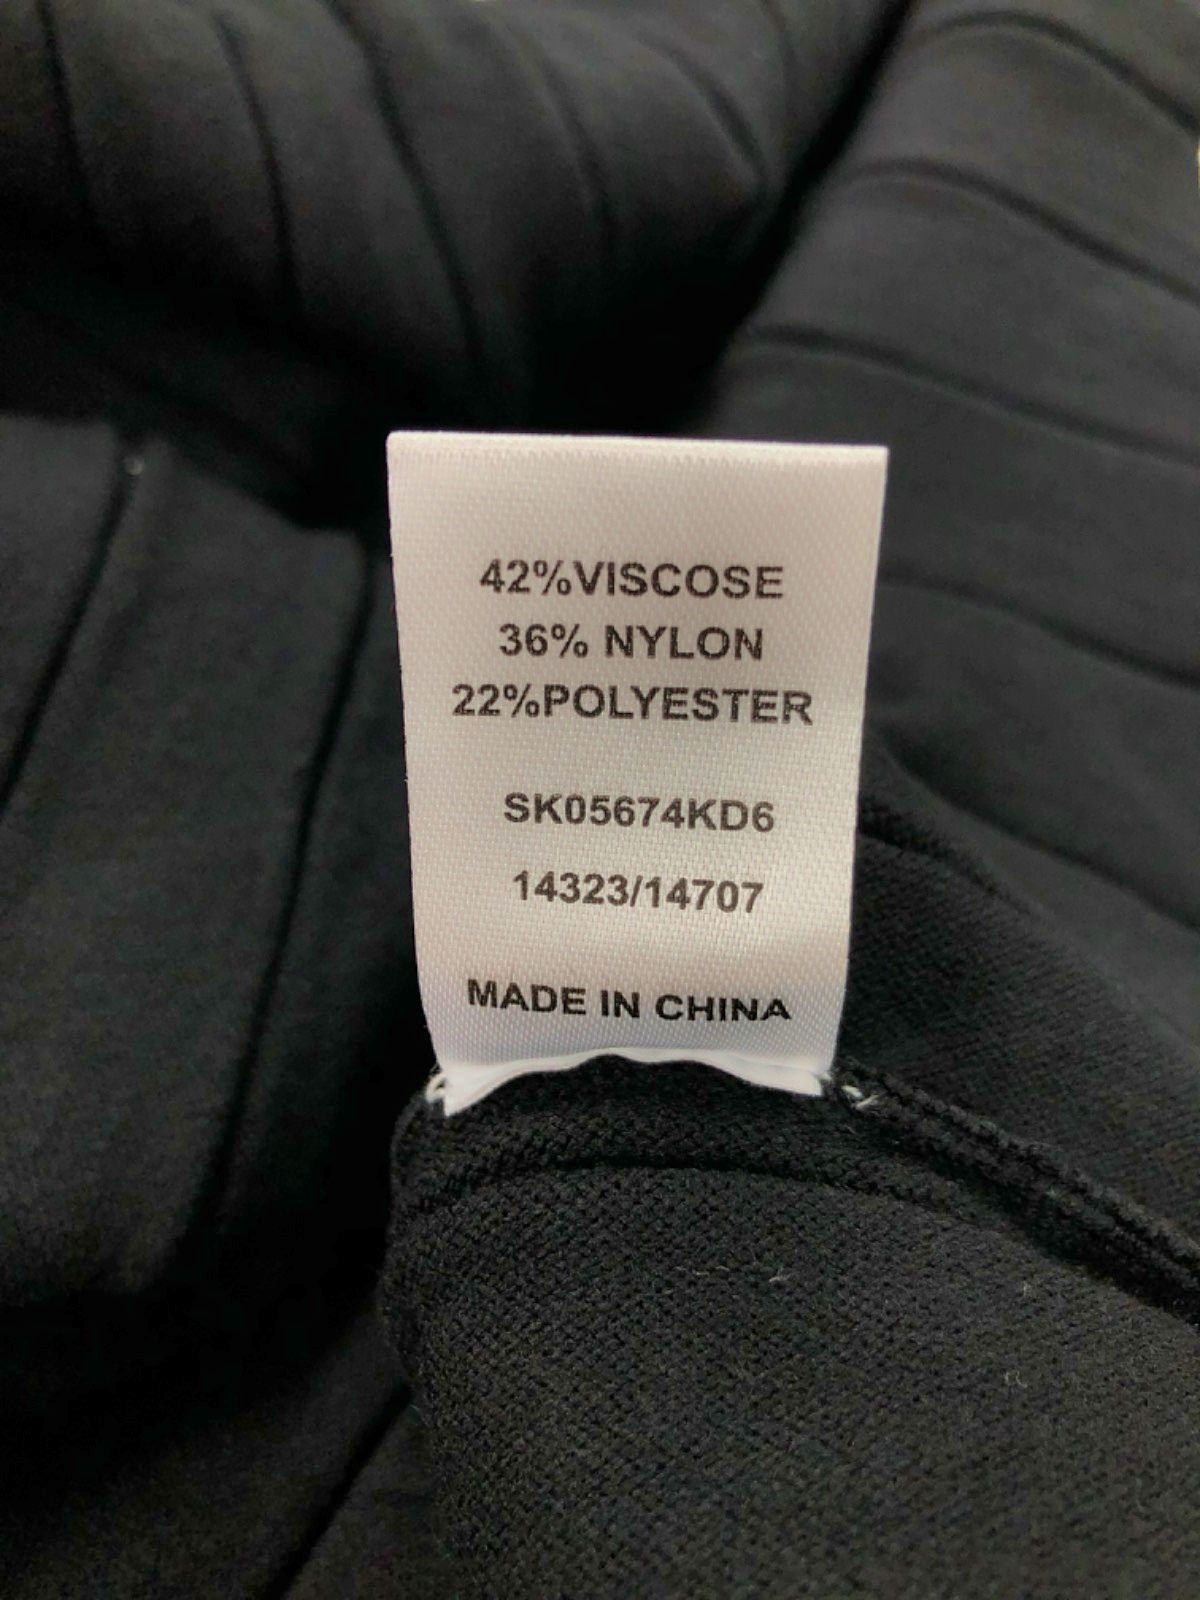 42%VISCOSE
36% NYLON
22%POLYESTER
SK05674KD6
14323/14707
MADE IN CHINA